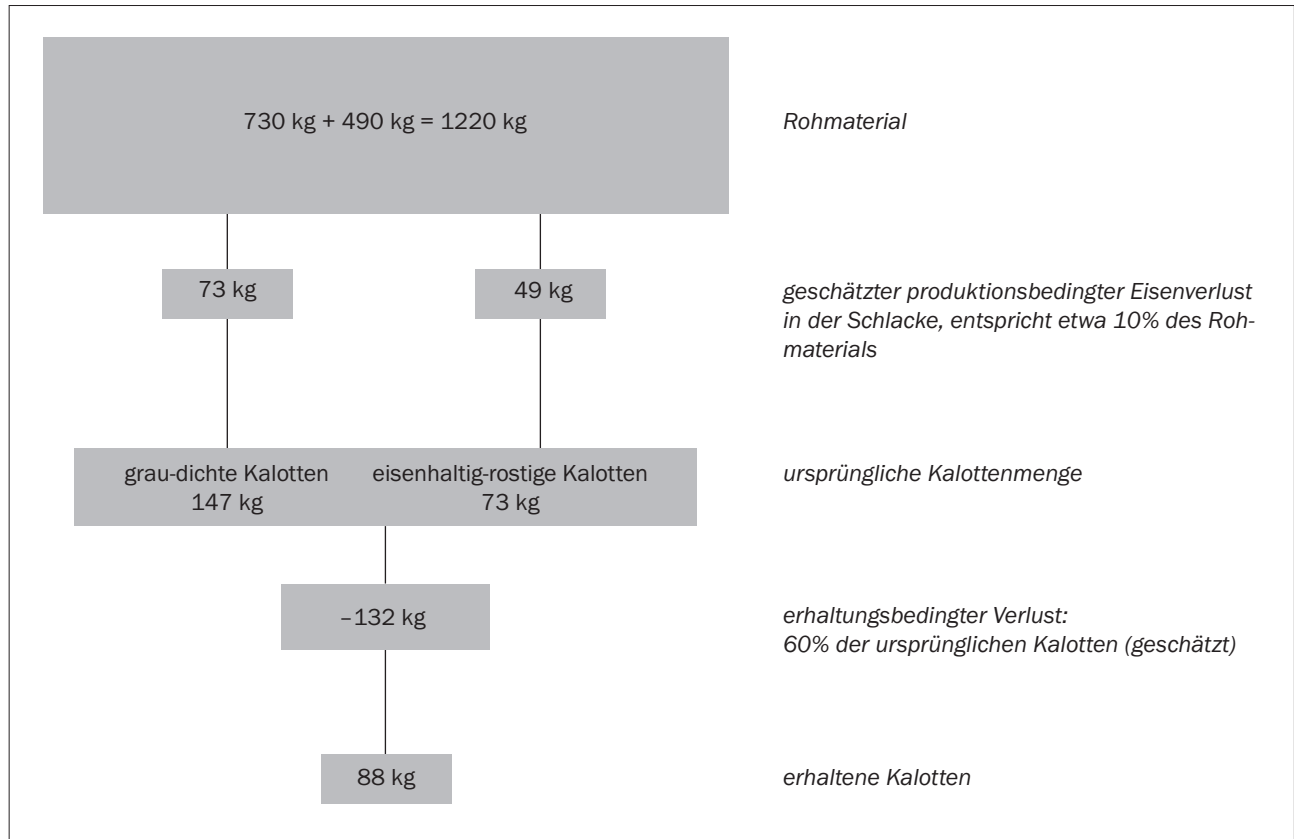 730 kg + 490 kg = 1220 kg
Rohmaterial
73 kg
49 kg
geschätzter produktionsbedingter Eisenverlust
in der Schlacke, entspricht etwa 10% des Roh-
materials
grau-dichte Kalotten
147 kg
eisenhaltig-rostige Kalotten
73 kg
ursprüngliche Kalottenmenge
–132 kg
erhaltungsbedingter Verlust:
60% der ursprünglichen Kalotten (geschätzt)
88 kg
erhaltene Kalotten